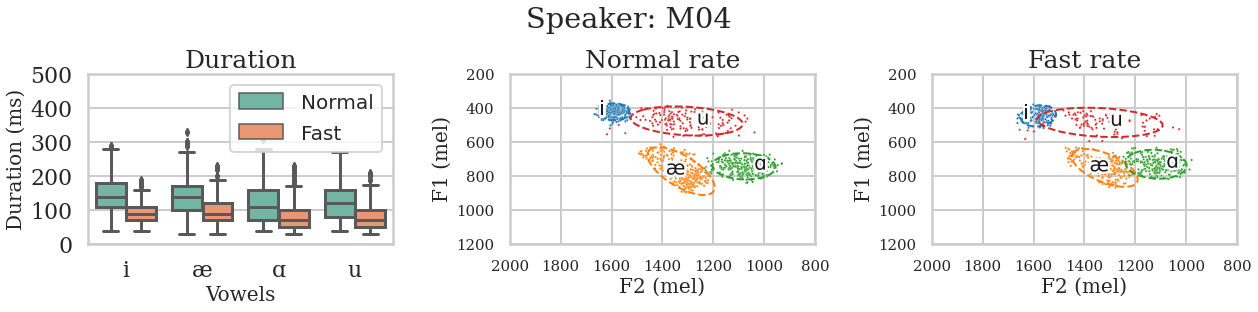 Speaker: M04
Duration
Duration (ms)
500
400
300
200
100
0
Normal
Fast
i æ ɑ u
Vowels
Normal rate
F1 (mel)
200
400
600
800
1000
1200
i
u
æ
ɑ
2000 1800 1600 1400 1200 1000 800
F2 (mel)
Fast rate
F1 (mel)
200
400
600
800
1000
1200
i
u
æ
ɑ
2000 1800 1600 1400 1200 1000 800
F2 (mel)